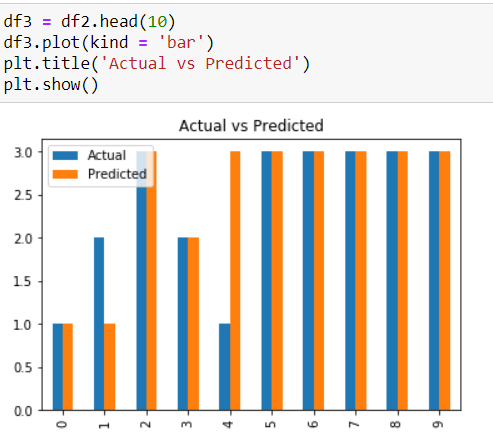 df3 = df2.head(10)
df3.plot(kind = 'bar')
plt.title('Actual vs Predicted')
plt.show()
Actual vs Predicted
Actual
Predicted
3.0
2.5
2.0
1.5
1.0
0.5
0.0
0 1 2 3 4 5 6 7 8 9